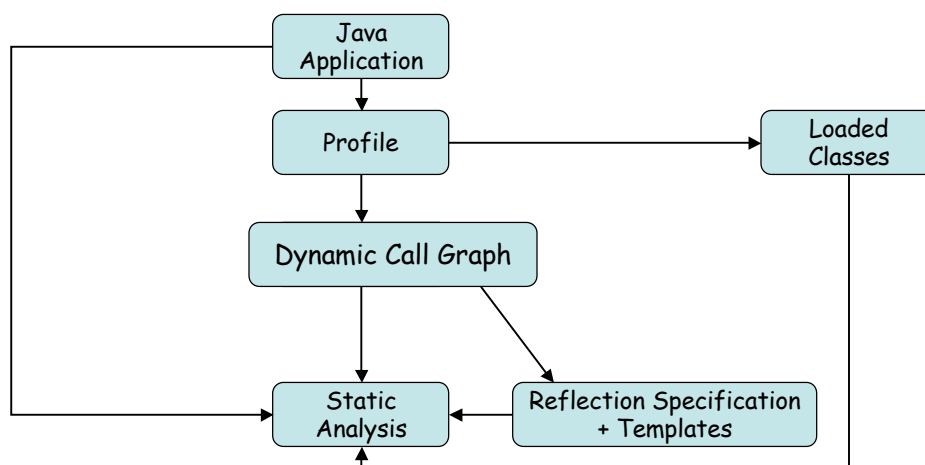 Java
Application
Profile
Loaded
Classes
Dynamic Call Graph
Static
Analysis
Reflection Specification
+ Templates